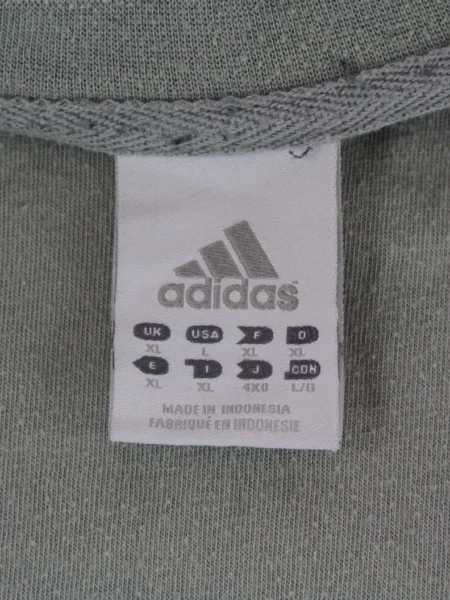 adidas
UK USA F D
XL L XL XL
E I J CDN
XL XL 4XO L/G
MADE IN INDONESIA
FABRIQUÉ EN INDONESIE